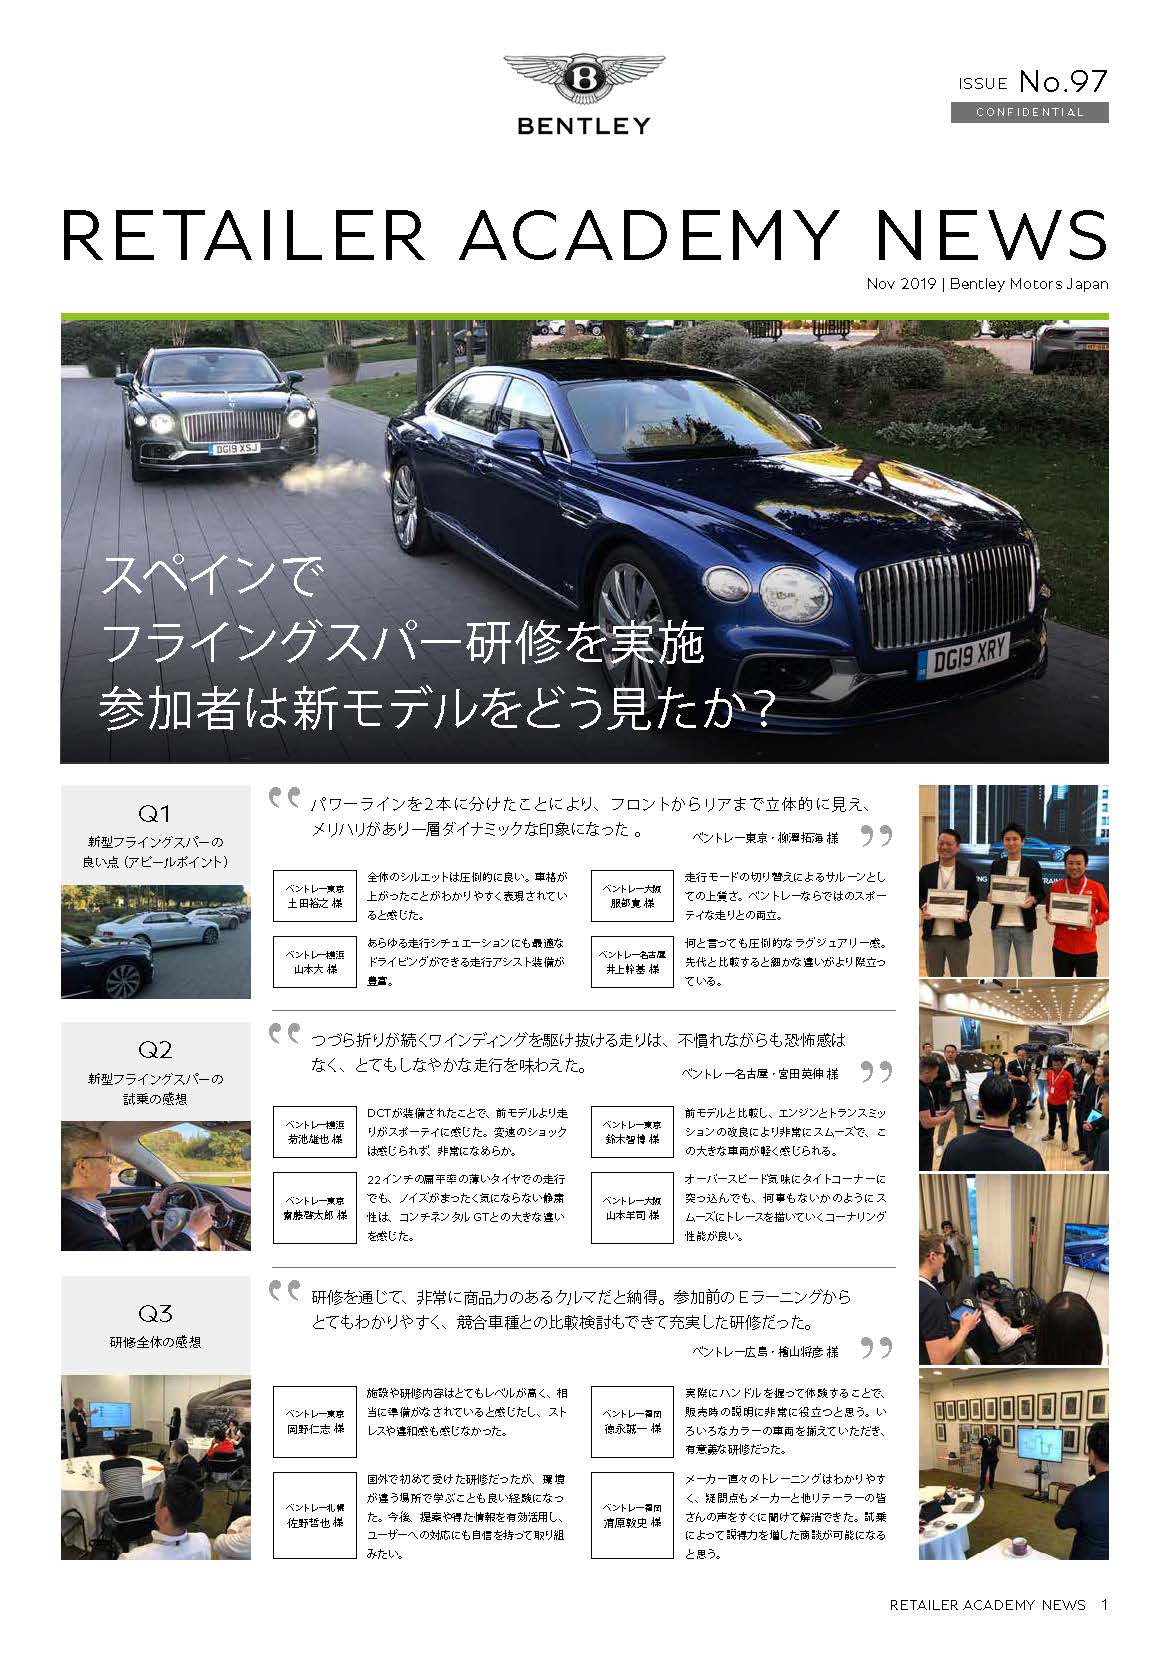 BENTLEY
ISSUE No.97
CONFIDENTIAL
RETAILER ACADEMY NEWS
Nov 2019 | Bentley Motors Japan
DG19 XSJ
DG19 XRY
スペインで
フライングスパー研修を実施
参加者は新モデルをどう見たか?
Q1
新型フライングスパーの
良い点（アピールポイント）
パワーラインを2本に分けたことにより、フロントからリアまで立体的に見え、
メリハリがあり一層ダイナミックな印象になった 。
ベントレー東京・柳澤拓海 様
ベントレー東京
土田裕之 様
全体のシルエットは圧倒的に良い。車格が
上がったことがわかりやすく表現されてい
ると感じた。
ベントレー大阪
服部寛 様
走行モードの切り替えによるサルーンとし
ての上質さ。ベントレーならではのスポー
ティな走りとの両立。
ベントレー横浜
山本大 様
あらゆる走行シチュエーションにも最適な
ドライビングができる走行アシスト装備が
豊富。
ベントレー名古屋
井上幹基 様
何と言っても圧倒的なラグジュアリー感。
先代と比較すると細かな違いがより際立っ
ている。
Q2
新型フライングスパーの
試乗の感想
つづら折りが続くワインディングを駆け抜ける走りは、不慣れながらも恐怖感は
なく、とてもしなやかな走行を味わえた。
ベントレー名古屋・宮田英伸 様
ベントレー横浜
菊池雄也 様
DCTが装備されたことで、前モデルより走
りがスポーティに感じた。変速のショック
は感じられず、非常になめらか。
ベントレー東京
鈴木智博 様
前モデルと比較し、エンジンとトランスミッ
ションの改良により非常にスムーズで、こ
の大きな車両が軽く感じられる。
ベントレー東京
齋藤啓太郎 様
22インチの扁平率の薄いタイヤでの走行
でも、ノイズがまったく気にならない静粛
性は、コンチネンタルGTとの大きな違い
を感じた。
ベントレー大阪
山本羊司 様
オーバースピード気味にタイトコーナーに
突っ込んでも、何事もないかのようにス
ムーズにトレースを描いていくコーナリング
性能が良い。
Q3
研修全体の感想
研修を通じて、非常に商品力のあるクルマだと納得。参加前のEラーニングから
とてもわかりやすく、競合車種との比較検討もできて充実した研修だった。
ベントレー広島・檜山将彦 様
ベントレー東京
岡野仁志 様
施設や研修内容はとてもレベルが高く、相
当に準備がなされていると感じたし、スト
レスや違和感も感じなかった。
ベントレー福岡
徳永誠一 様
実際にハンドルを握って体験することで、
販売時の説明に非常に役立つと思う。い
ろいろなカラーの車両を揃えていただき、
有意義な研修だった。
ベントレー札幌
佐野哲也 様
国外で初めて受けた研修だったが、環境
が違う場所で学ぶことも良い経験になっ
た。今後、提案や得た情報を有効活用し、
ユーザーへの対応にも自信を持って取り組
みたい。
ベントレー福岡
清原敦史 様
メーカー直々のトレーニングはわかりやす
く、疑問点もメーカーと他リテーラーの皆
さんの声をすぐに聞けて解消できた。試乗
によって説得力を増した商談が可能になる
と思う。
RETAILER ACADEMY NEWS 1